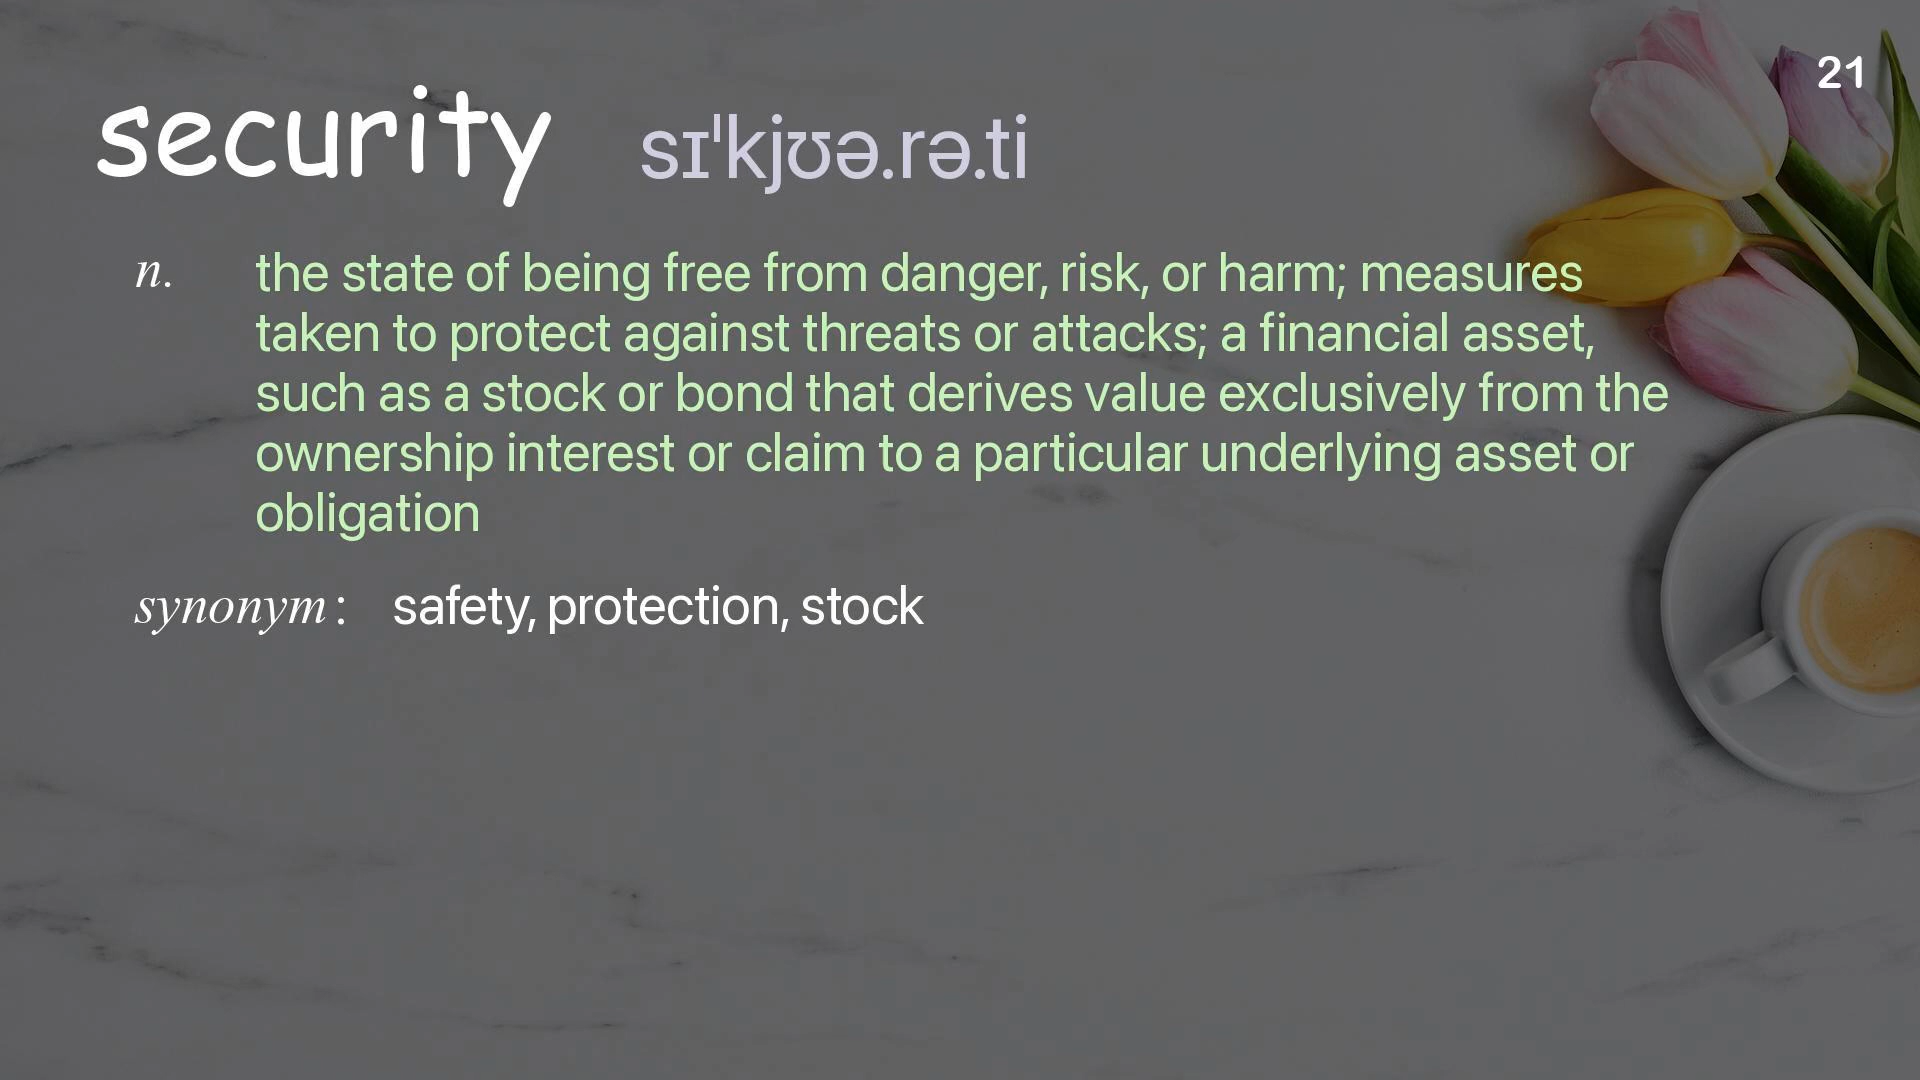 21
security sɪˈkjʊə.rə.ti
n. the state of being free from danger, risk, or harm; measures
taken to protect against threats or attacks; a financial asset,
such as a stock or bond that derives value exclusively from the
ownership interest or claim to a particular underlying asset or
obligation
synonym: safety, protection, stock